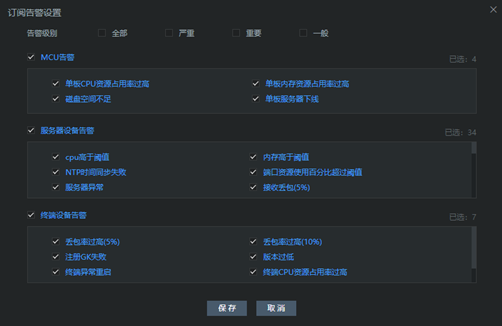 订阅告警设置
告警级别 全部 严重 重要 一般
MCU告警 已选：4
单板CPU资源占用率过高 单板内存资源占用率过高
磁盘空间不足 单板服务器下线
服务器设备告警 已选：34
cpu高于阈值 内存高于阈值
NTP时间同步失败 端口资源使用百分比超过阈值
服务器异常 接收丢包(5%)
终端设备告警 已选：7
丢包率过高(5%) 丢包率过高(10%)
注册GK失败 版本过低
终端异常重启 终端CPU资源占用率过高
保存 取消